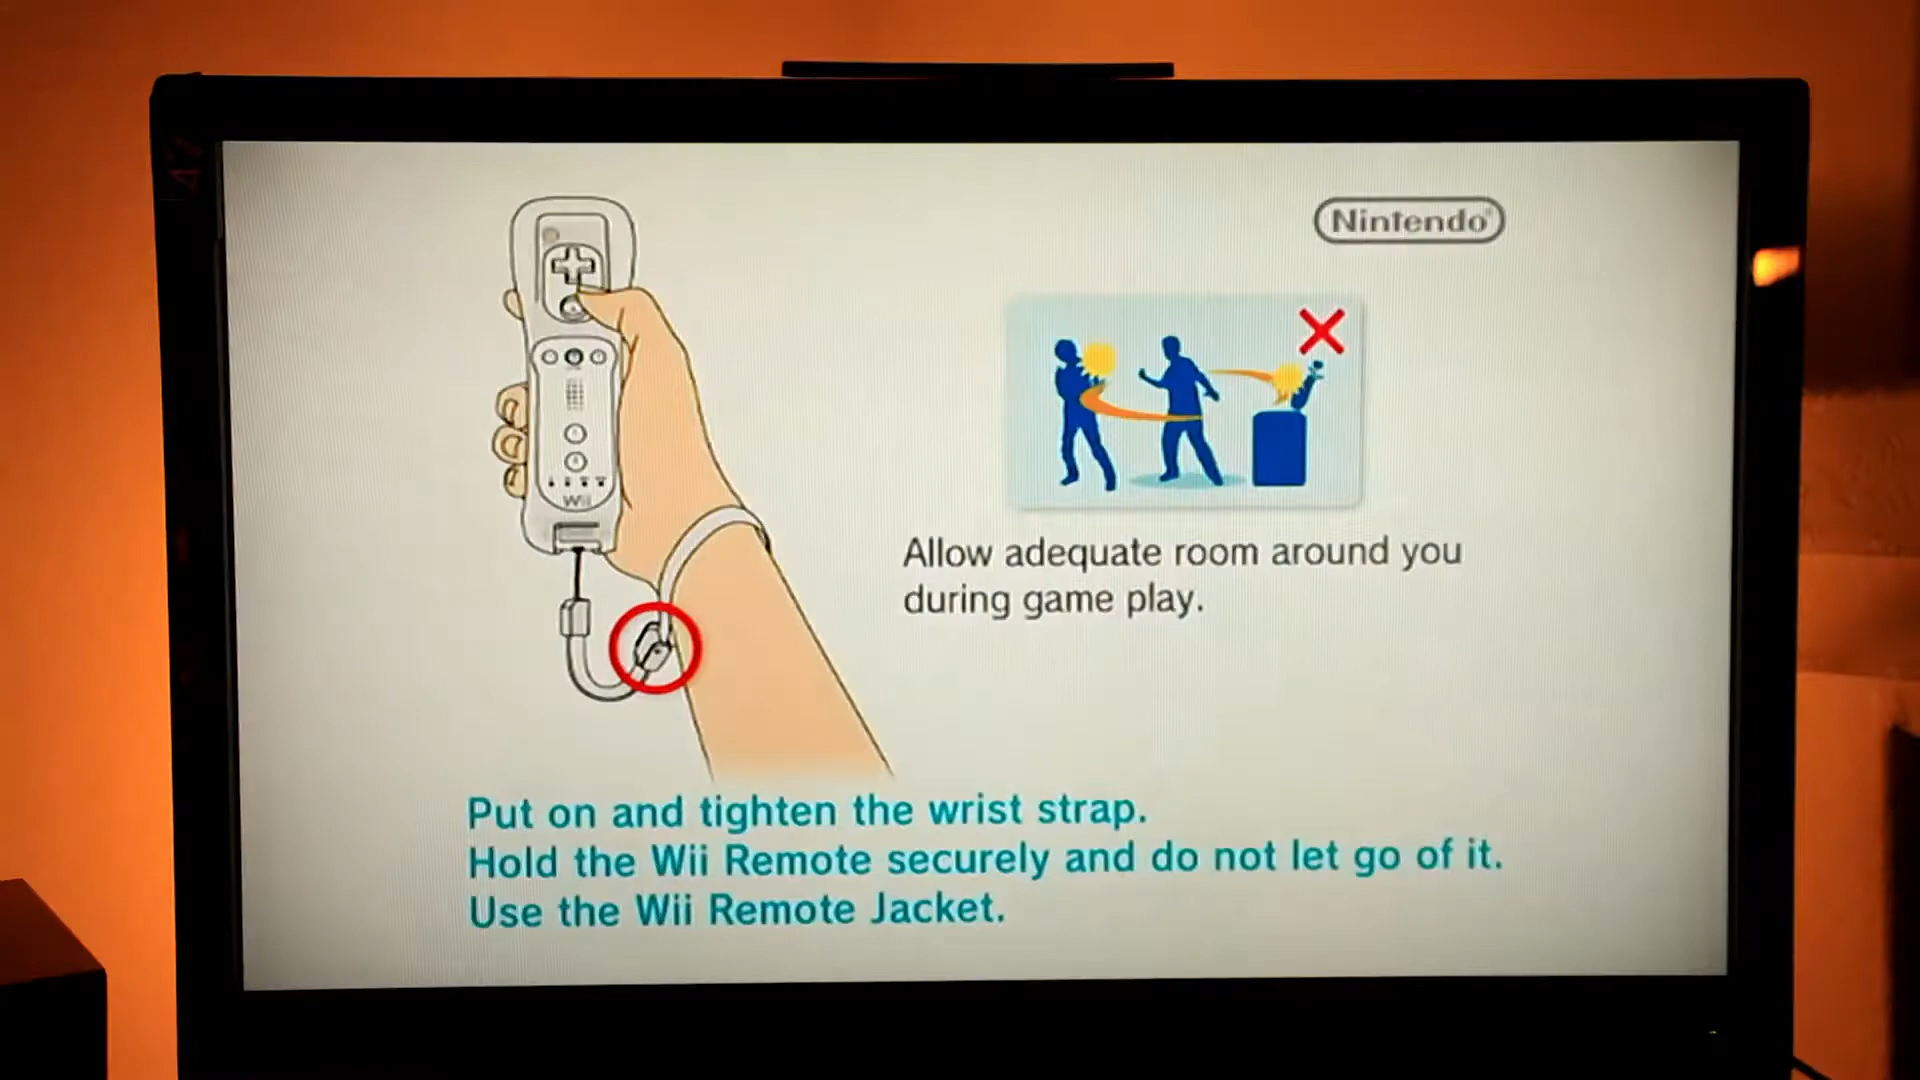 Nintendo®
Wii
Allow adequate room around you
during game play.
Put on and tighten the wrist strap.
Hold the Wii Remote securely and do not let go of it.
Use the Wii Remote Jacket.